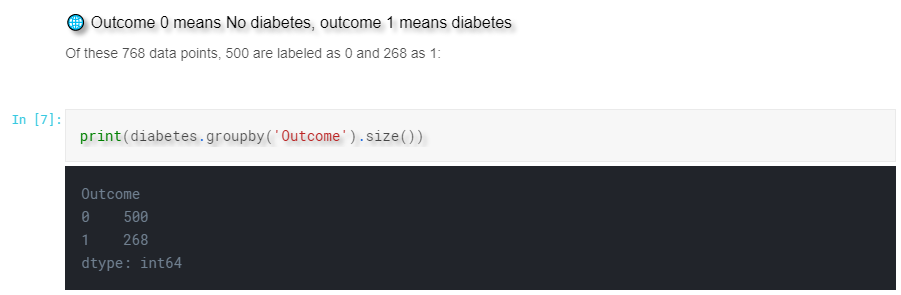 Outcome 0 means No diabetes, outcome 1 means diabetes
Of these 768 data points, 500 are labeled as 0 and 268 as 1:
In [7]:
print(diabetes.groupby('Outcome').size())
Outcome
0    500
1    268
dtype: int64